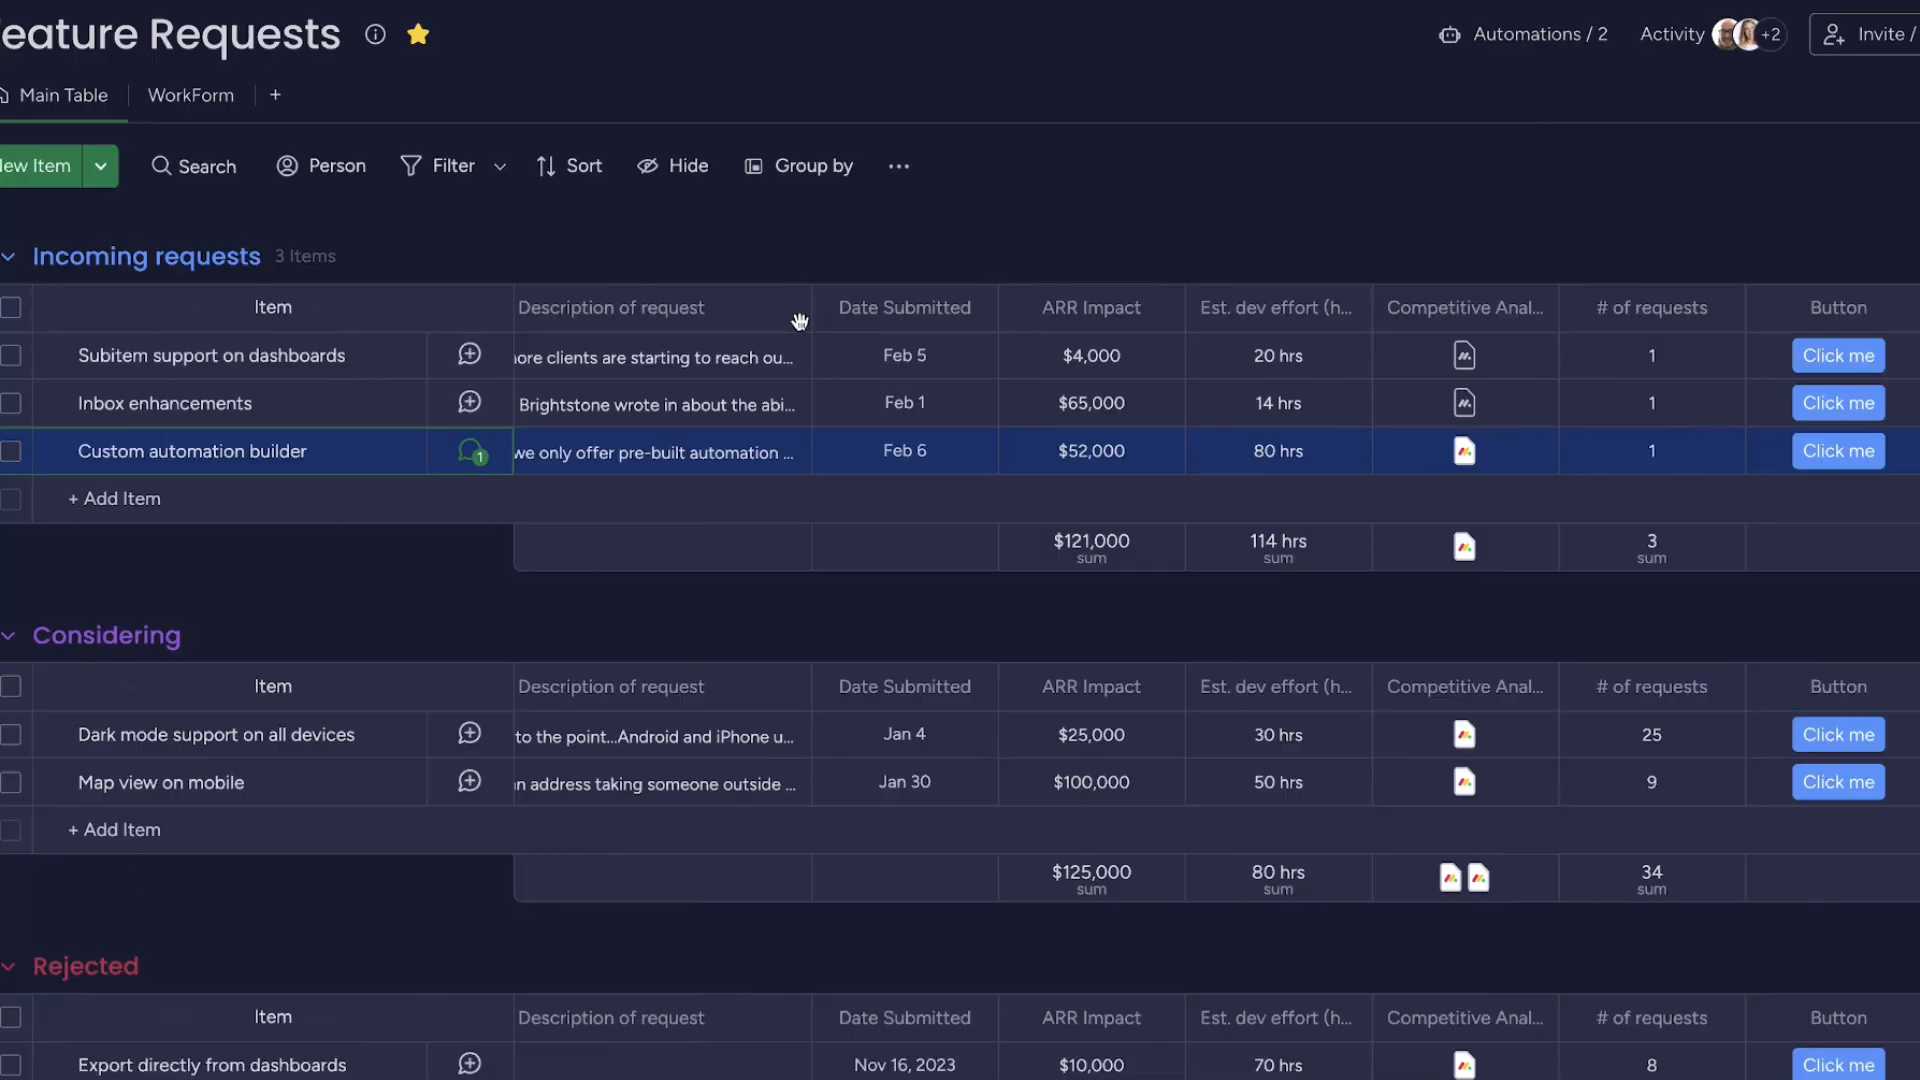 eature Requests
Automations / 2
Activity
+2
Invite /
Main Table
WorkForm
+
ew Item
Search
Person
Filter
Sort
Hide
Group by
Incoming requests 3 Items
Item Description of request Date Submitted ARR Impact Est. dev effort (h... Competitive Anal... # of requests Button
Subitem support on dashboards ore clients are starting to reach ou... Feb 5 $4,000 20 hrs 1 Click me
Inbox enhancements Brightstone wrote in about the abi... Feb 1 $65,000 14 hrs 1 Click me
Custom automation builder 1 we only offer pre-built automation ... Feb 6 $52,000 80 hrs 1 Click me
+ Add Item
$121,000 114 hrs 3
sum sum sum
Considering
Item Description of request Date Submitted ARR Impact Est. dev effort (h... Competitive Anal... # of requests Button
Dark mode support on all devices to the point...Android and iPhone u... Jan 4 $25,000 30 hrs 25 Click me
Map view on mobile n address taking someone outside ... Jan 30 $100,000 50 hrs 9 Click me
+ Add Item
$125,000 80 hrs 34
sum sum sum
Rejected
Item Description of request Date Submitted ARR Impact Est. dev effort (h... Competitive Anal... # of requests Button
Export directly from dashboards Nov 16, 2023 $10,000 70 hrs 8 Click me